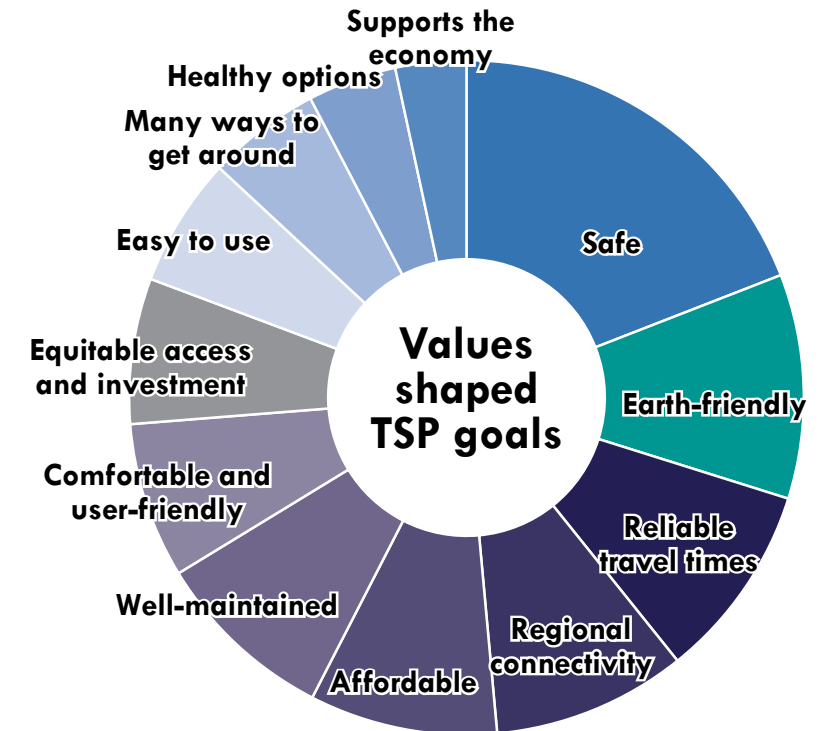 Supports the
economy
Healthy options
Many ways to
get around
Easy to use
Safe
Equitable access
and investment
Values
shaped
TSP goals
Earth-friendly
Comfortable and
user-friendly
Reliable
travel times
Well-maintained
Regional
connectivity
Affordable